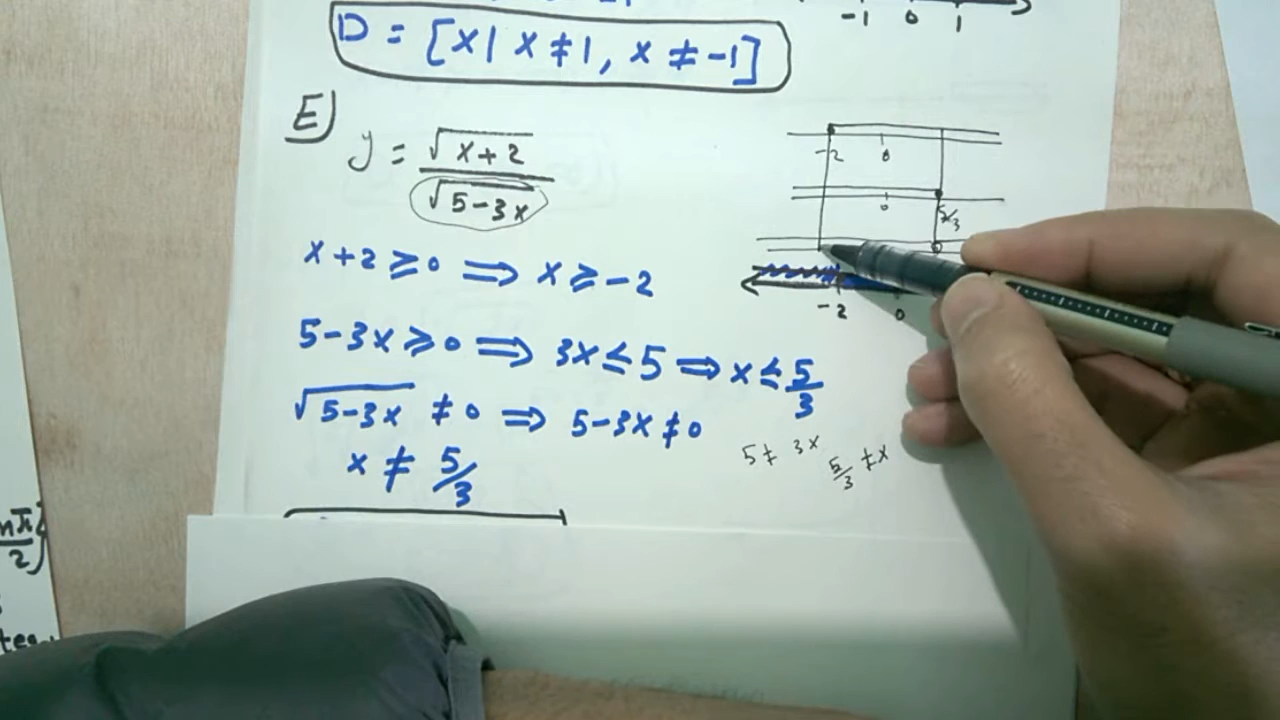 -1 0 1
D = [x | x ≠ 1, x ≠ -1]
E)
y = √x+2 / √5-3x
-2 0
0 5/3
x+2 ⩾ 0 ⟹ x ⩾ -2
-2 0
5-3x ⩾ 0 ⟹ 3x ≤ 5 ⟹ x ≤ 5/3
√5-3x ≠ 0 ⟹ 5-3x ≠ 0
5 ≠ 3x
5/3 ≠ x
x ≠ 5/3